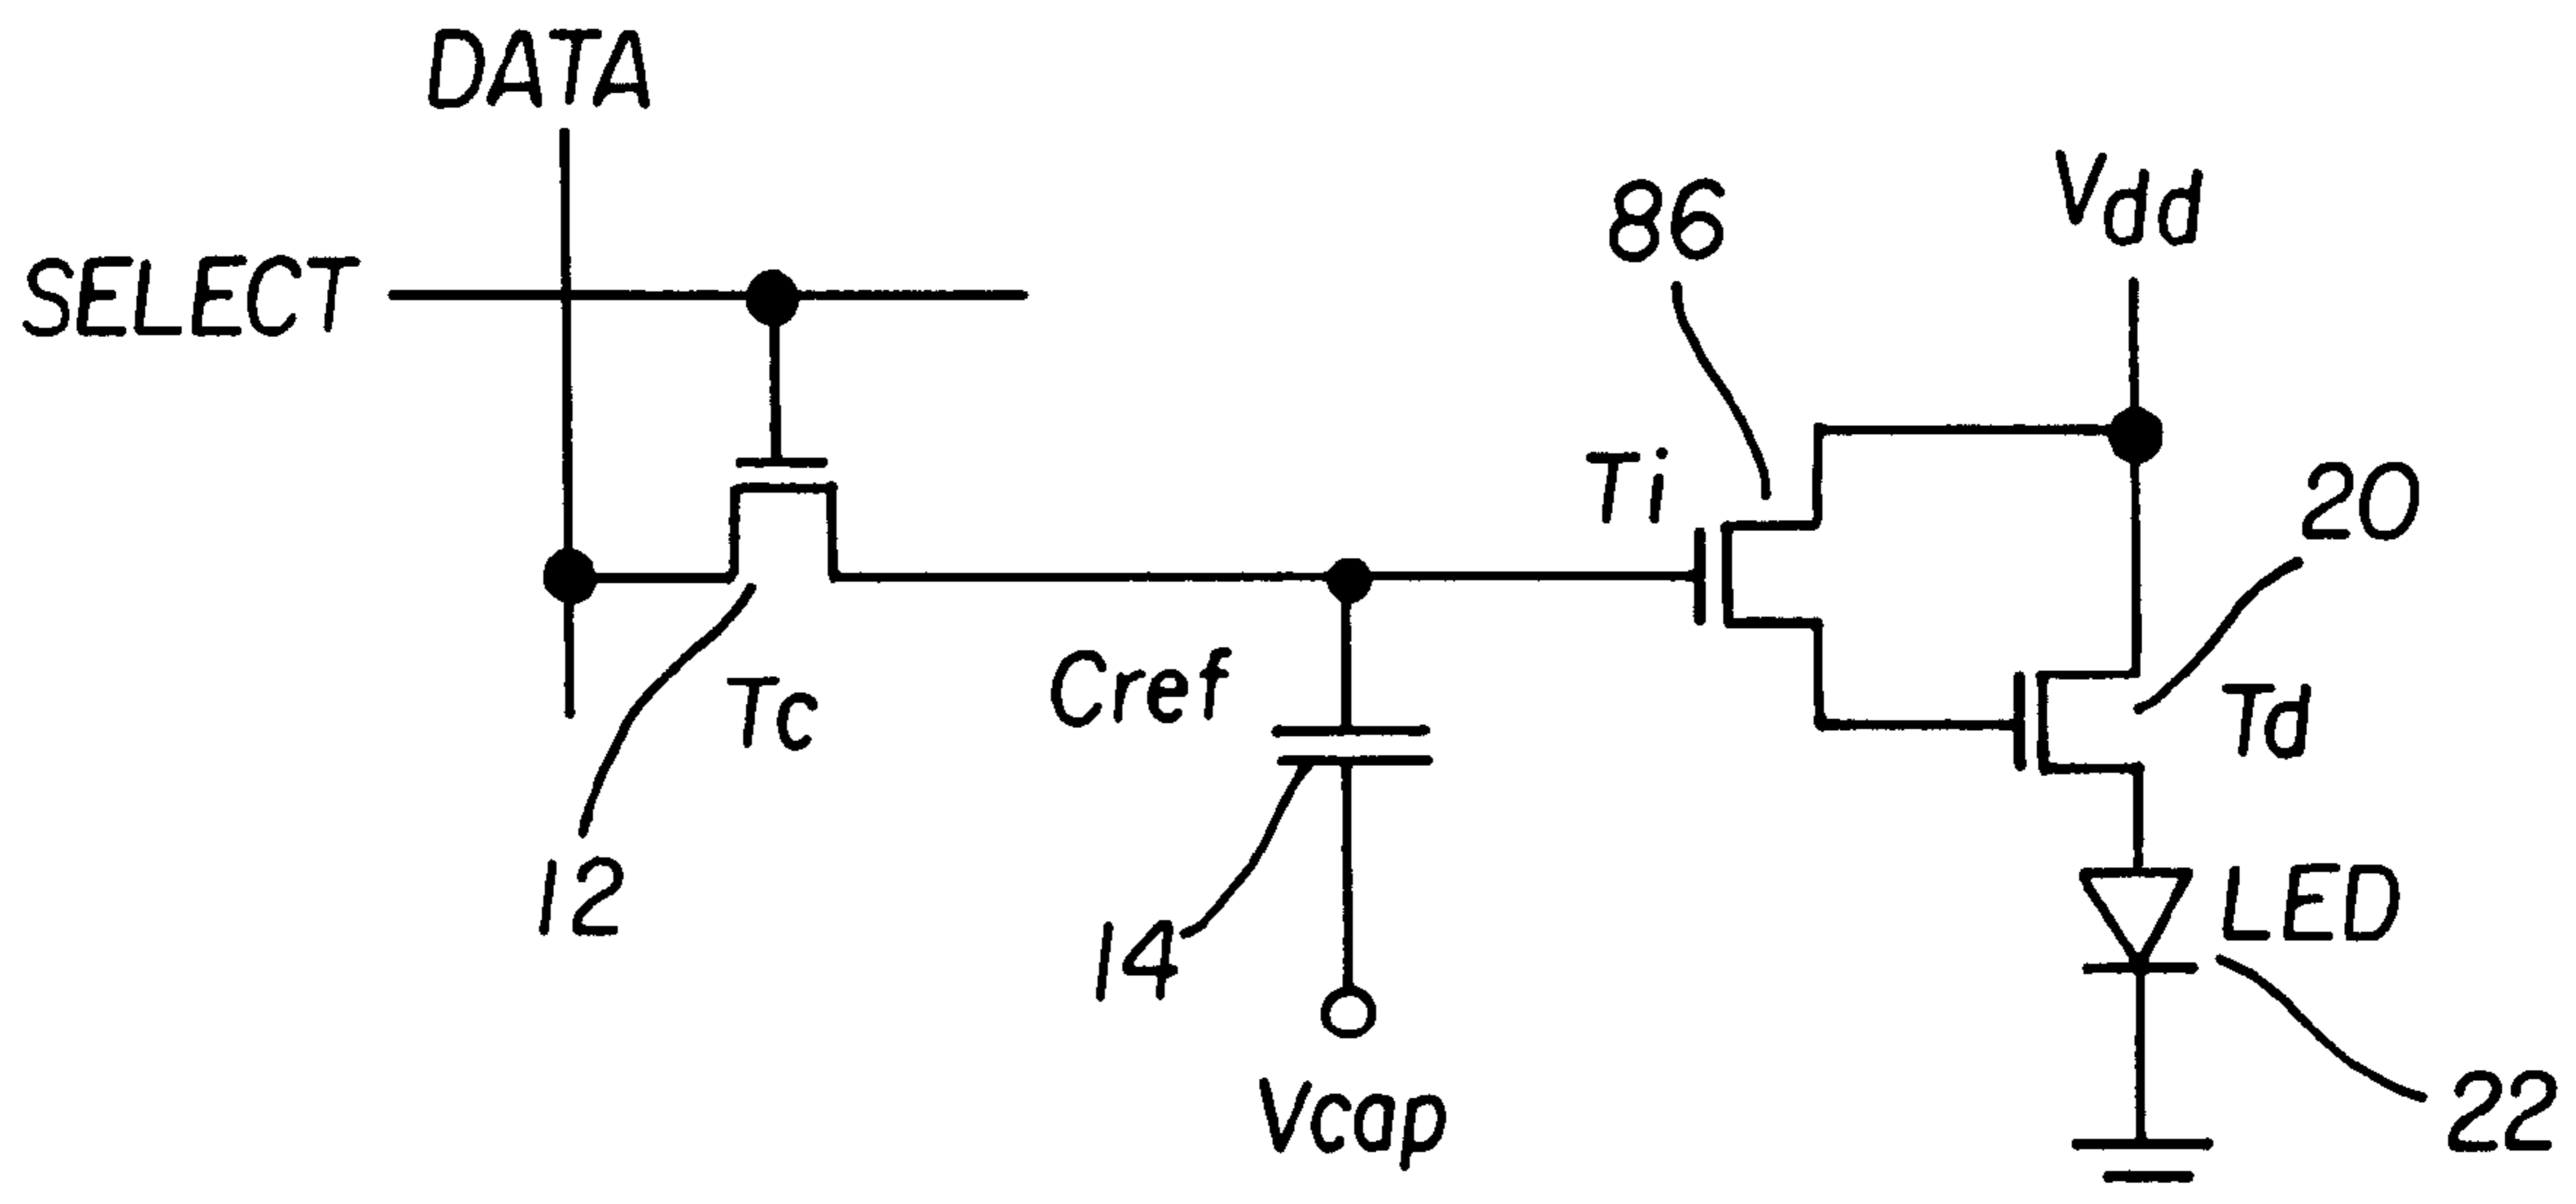 DATA
SELECT
86
Vdd
Ti
20
Tc
Cref
Td
12
14
LED
Vcap
22